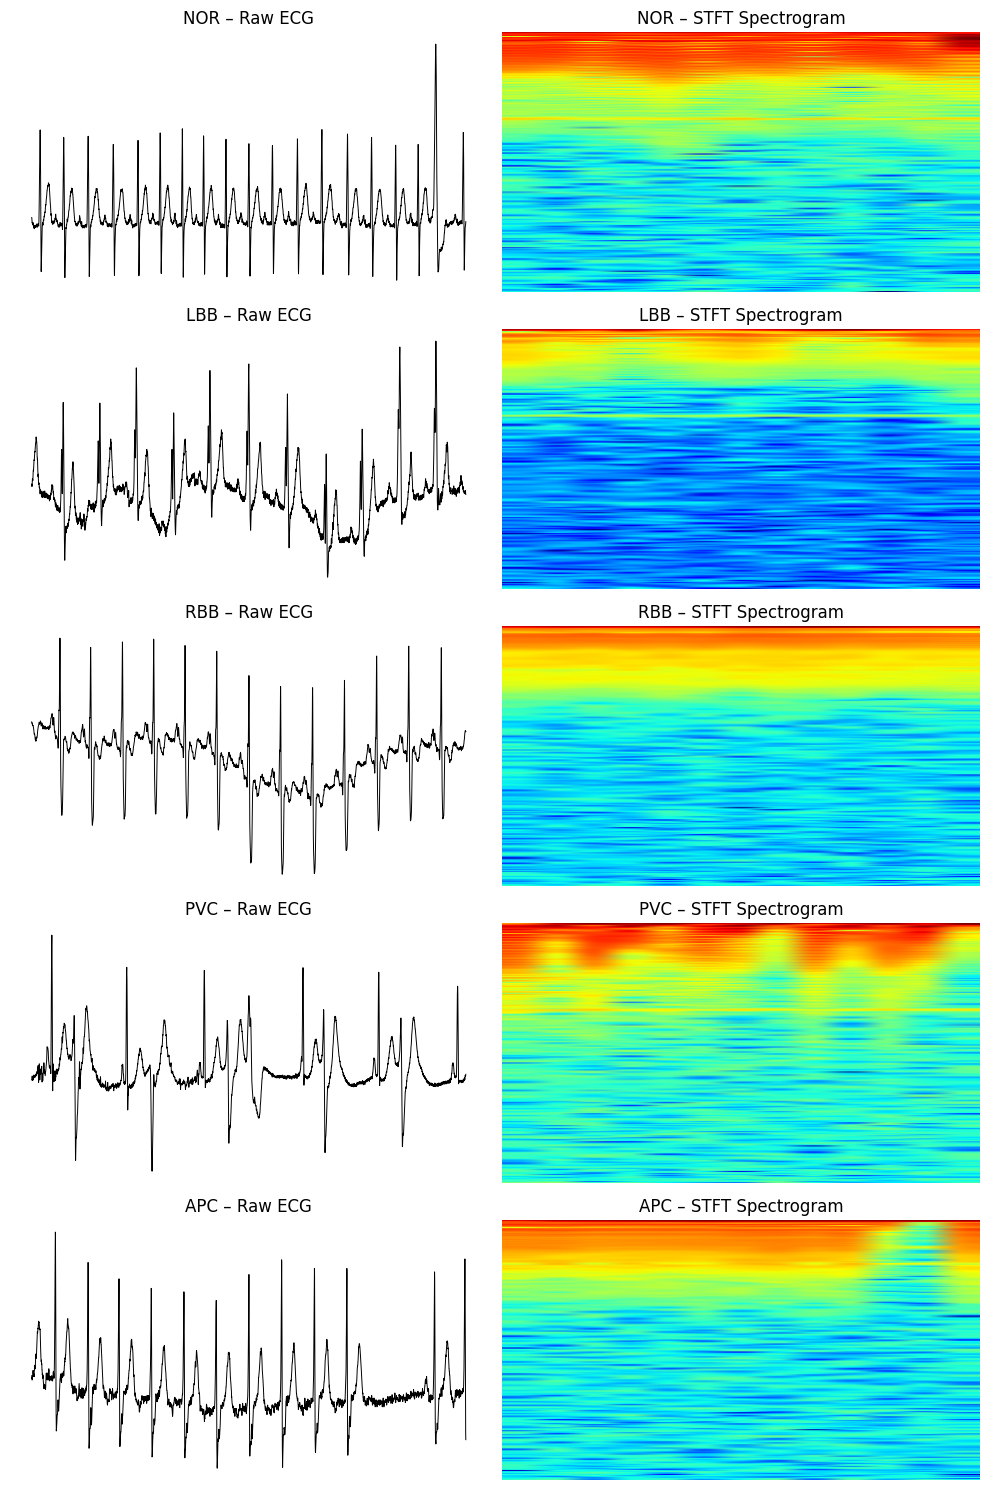 NOR – Raw ECG
NOR – STFT Spectrogram
LBB – Raw ECG
LBB – STFT Spectrogram
RBB – Raw ECG
RBB – STFT Spectrogram
PVC – Raw ECG
PVC – STFT Spectrogram
APC – Raw ECG
APC – STFT Spectrogram